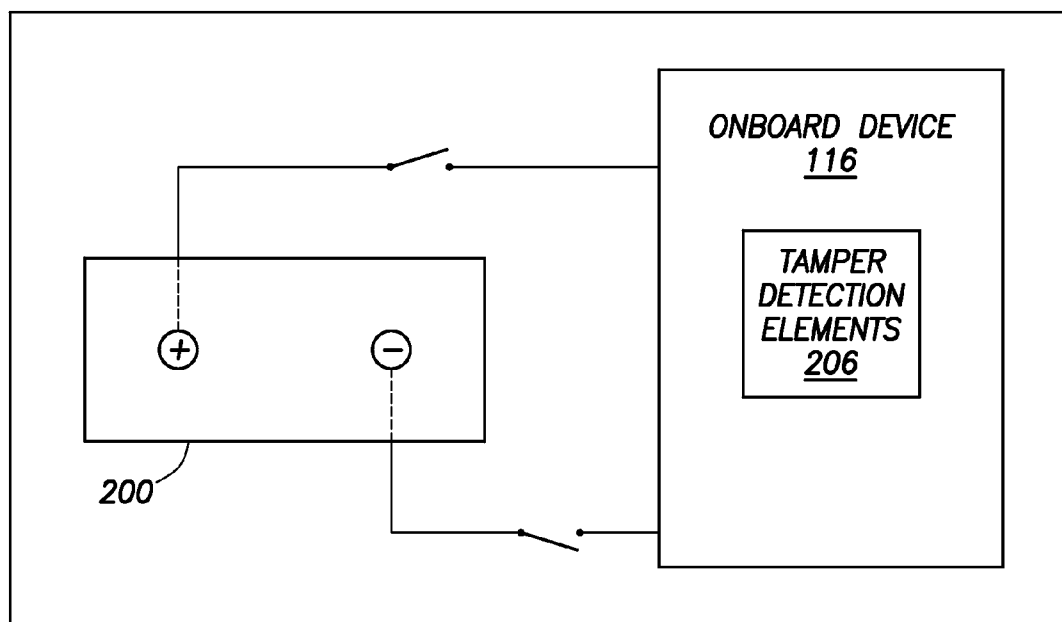 ONBOARD DEVICE
116
TAMPER
DETECTION
ELEMENTS
206
+
−
200